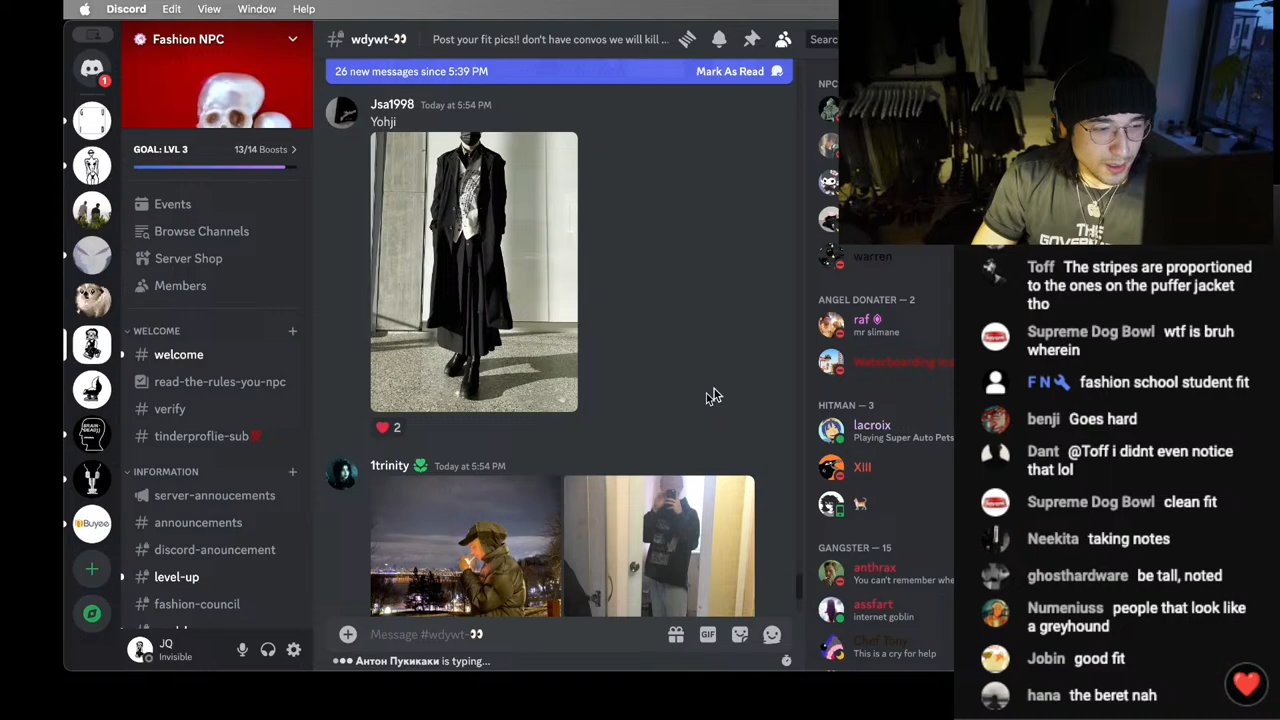 Discord Edit View Window Help
Fashion NPC
GOAL: LVL 3 13/14 Boosts >
Events
Browse Channels
Server Shop
Members
WELCOME
welcome
read-the-rules-you-npc
verify
tinderproflie-sub💯
INFORMATION
server-annoucements
announcements
discord-anouncement
level-up
fashion-council
JQ
Invisible
1
Buyee
# wdywt-👀 Post your fit pics!! don't have convos we will kill ...
Searc
26 new messages since 5:39 PM Mark As Read
Jsa1998 Today at 5:54 PM
Yohji
❤️ 2
1trinity Today at 5:54 PM
Message #wdywt-👀
GIF
Антон Пукикаки is typing...
NPC
warren
ANGEL DONATER — 2
raf
mr slimane
HITMAN — 3
lacroix
Playing Super Auto Pets
XIII
🐈
GANGSTER — 15
anthrax
You can't remember whe
assfart
internet goblin
Chef Tony
This is a cry for help
THE
Toff The stripes are proportioned
to the ones on the puffer jacket
tho
Supreme Dog Bowl wtf is bruh
wherein
F N🔧 fashion school student fit
benji Goes hard
Dant @Toff i didnt even notice
that lol
Supreme Dog Bowl clean fit
Neekita taking notes
ghosthardware be tall, noted
Numeniuss people that look like
a greyhound
Jobin good fit
hana the beret nah